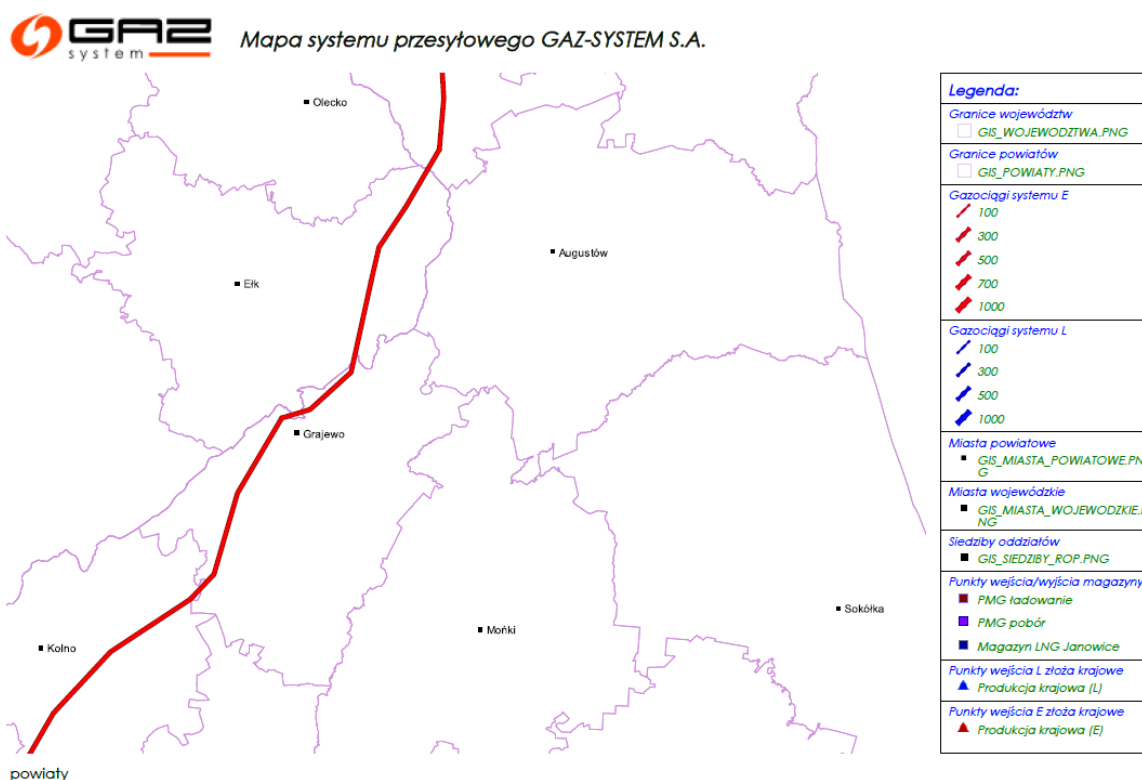 GAZ
system
Mapa systemu przesyłowego GAZ-SYSTEM S.A.
Olecko
Augustów
Ełk
Grajewo
Sokółka
Mońki
Kolno
powiaty
Legenda:
Granice województw
GIS_WOJEWODZTWA.PNG
Granice powiatów
GIS_POWIATY.PNG
Gazociągi systemu E
100
300
500
700
1000
Gazociągi systemu L
100
300
500
1000
Miasta powiatowe
GIS_MIASTA_POWIATOWE.PN
G
Miasta wojewódzkie
GIS_MIASTA_WOJEWODZKIE.
NG
Siedziby oddziałów
GIS_SIEDZIBY_ROP.PNG
Punkty wejścia/wyjścia magazyny
PMG ładowanie
PMG pobór
Magazyn LNG Janowice
Punkty wejścia L złoża krajowe
Produkcja krajowa (L)
Punkty wejścia E złoża krajowe
Produkcja krajowa (E)